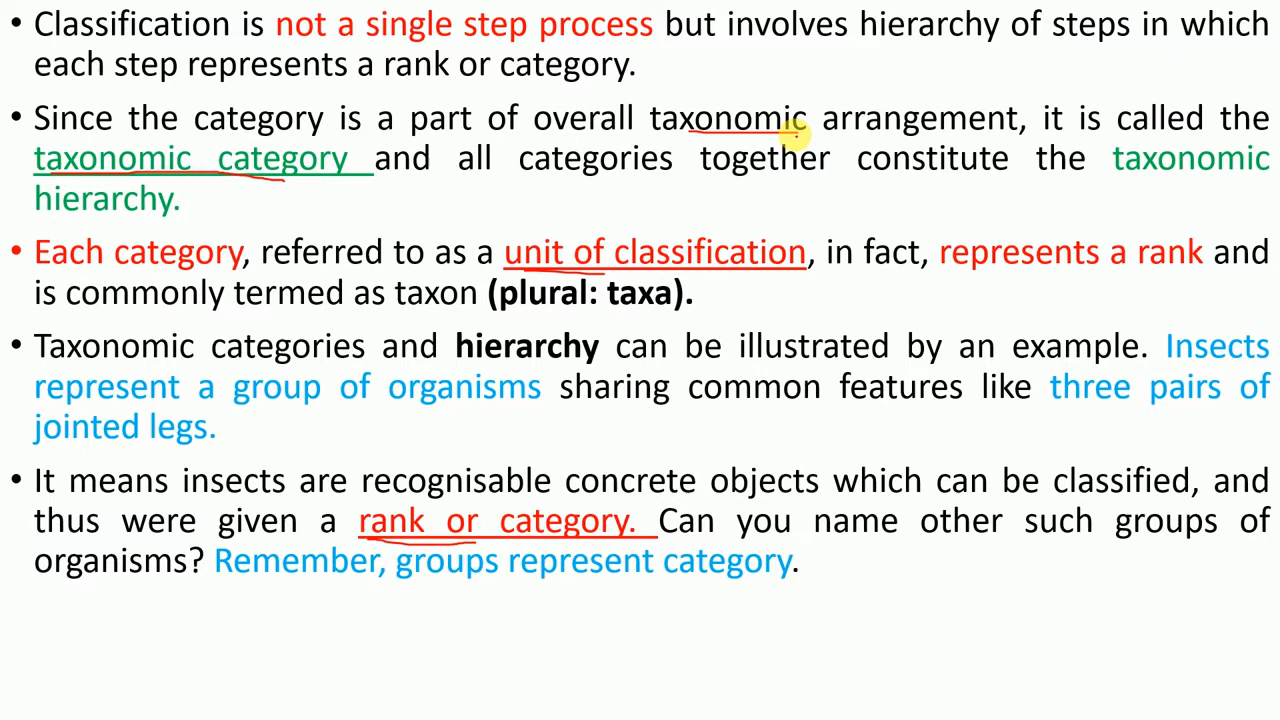 • Classification is not a single step process but involves hierarchy of steps in which
each step represents a rank or category.
• Since the category is a part of overall taxonomic arrangement, it is called the
taxonomic category and all categories together constitute the taxonomic
hierarchy.
• Each category, referred to as a unit of classification, in fact, represents a rank and
is commonly termed as taxon (plural: taxa).
• Taxonomic categories and hierarchy can be illustrated by an example. Insects
represent a group of organisms sharing common features like three pairs of
jointed legs.
• It means insects are recognisable concrete objects which can be classified, and
thus were given a rank or category. Can you name other such groups of
organisms? Remember, groups represent category.